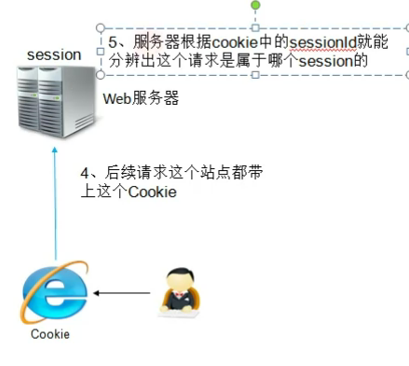 session
5、服务器根据cookie中的sessionId就能
分辨出这个请求是属于哪个session的
Web服务器
4、后续请求这个站点都带
上这个Cookie
Cookie